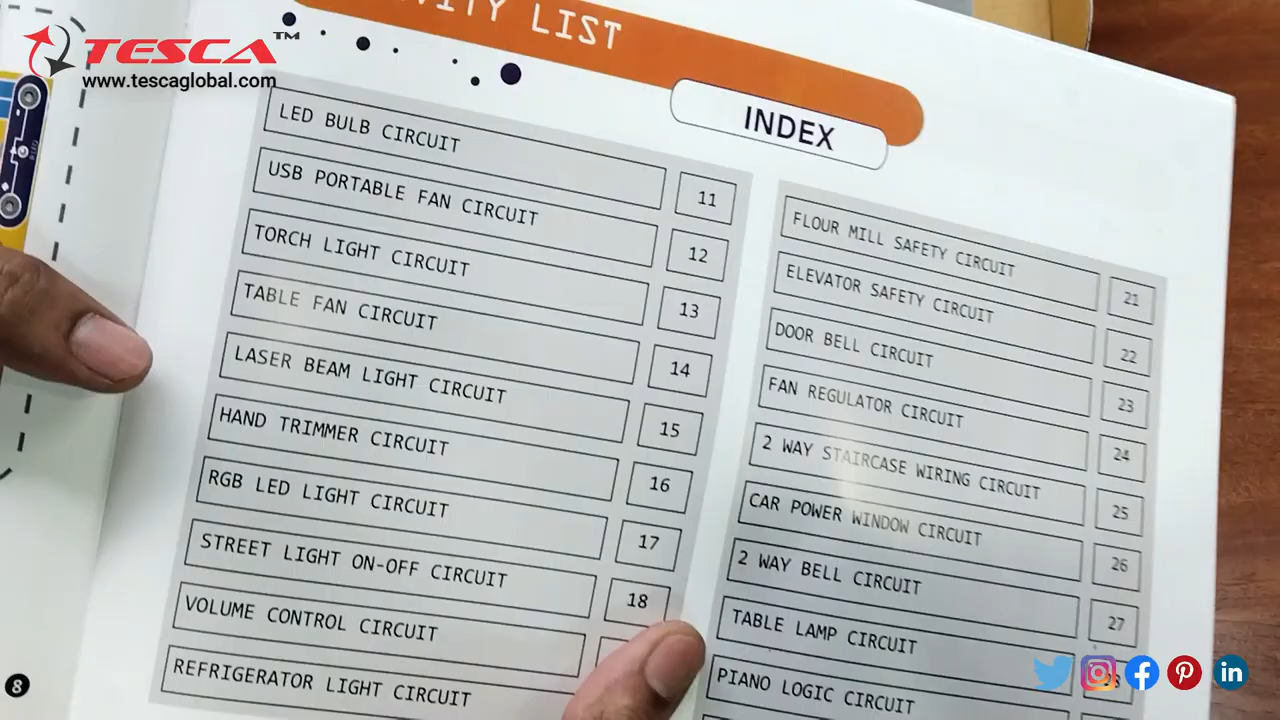 TESCA™
www.tescaglobal.com
LIST
INDEX
LED BULB CIRCUIT 11
USB PORTABLE FAN CIRCUIT 12
TORCH LIGHT CIRCUIT 13
TABLE FAN CIRCUIT 14
LASER BEAM LIGHT CIRCUIT 15
HAND TRIMMER CIRCUIT 16
RGB LED LIGHT CIRCUIT 17
STREET LIGHT ON-OFF CIRCUIT 18
VOLUME CONTROL CIRCUIT
REFRIGERATOR LIGHT CIRCUIT
FLOUR MILL SAFETY CIRCUIT 21
ELEVATOR SAFETY CIRCUIT 22
DOOR BELL CIRCUIT 23
FAN REGULATOR CIRCUIT 24
2 WAY STAIRCASE WIRING CIRCUIT 25
CAR POWER WINDOW CIRCUIT 26
2 WAY BELL CIRCUIT 27
TABLE LAMP CIRCUIT
PIANO LOGIC CIRCUIT
8